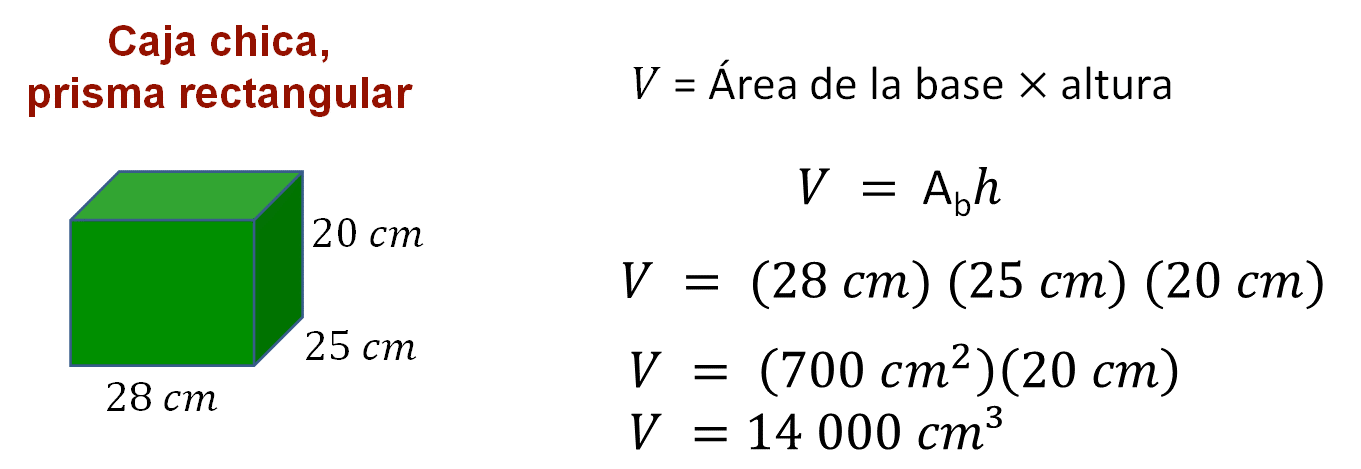 Caja chica,
prisma rectangular
20 cm
25 cm
28 cm
V = Área de la base × altura
V = A_b h
V = (28 cm) (25 cm) (20 cm)
V = (700 cm²)(20 cm)
V = 14 000 cm³